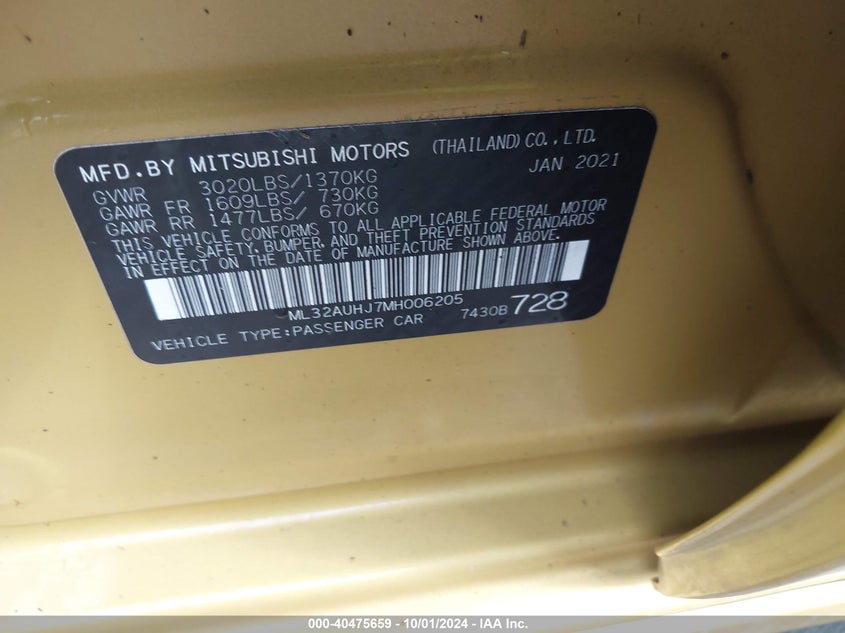 MFD.BY MITSUBISHI MOTORS (THAILAND) CO., LTD.
GVWR 3020LBS/1370KG JAN 2021
GAWR FR 1609LBS/ 730KG
GAWR RR 1477LBS/ 670KG
THIS VEHICLE CONFORMS TO ALL APPLICABLE FEDERAL MOTOR
VEHICLE SAFETY, BUMPER, AND THEFT PREVENTION STANDARDS
IN EFFECT ON THE DATE OF MANUFACTURE SHOWN ABOVE.
ML32AUHJ7MH006205
VEHICLE TYPE:PASSENGER CAR 7430B 728
000-40475659 - 10/01/2024 - IAA Inc.